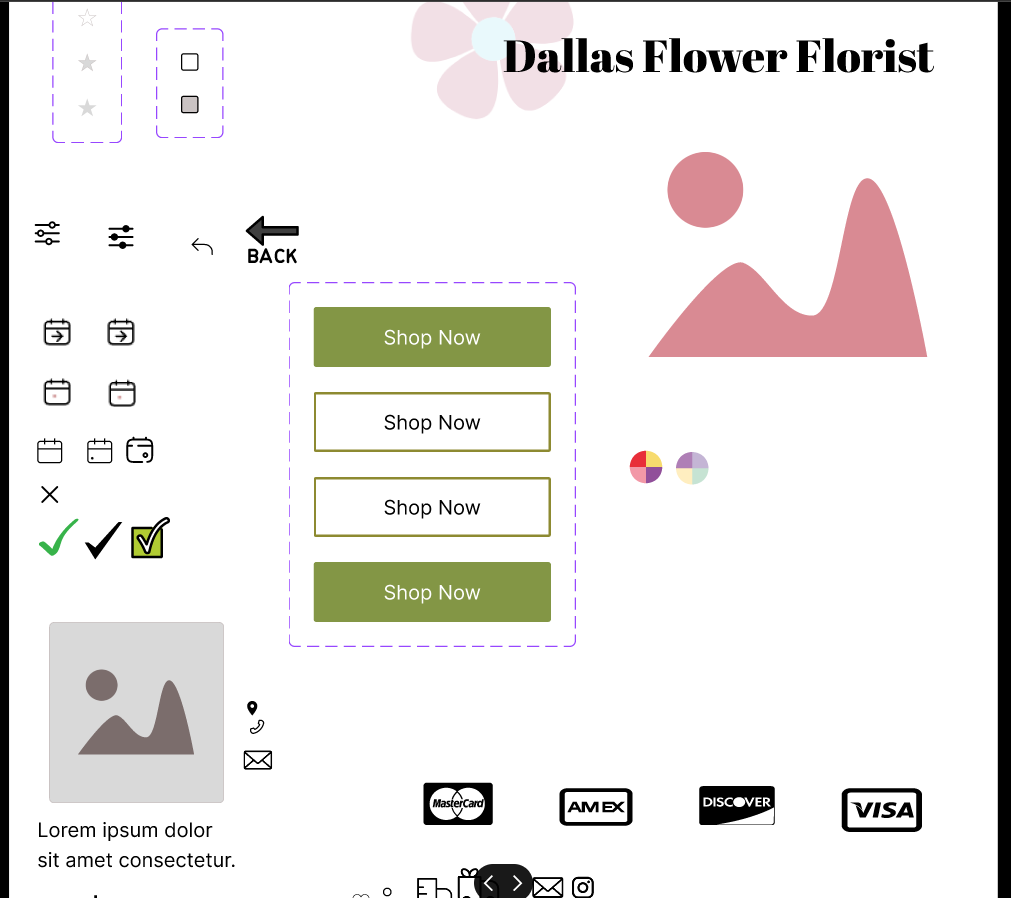 Dallas Flower Florist
BACK
Shop Now
Shop Now
Shop Now
Shop Now
MasterCard
AMEX
DISCOVER
VISA
Lorem ipsum dolor
sit amet consectetur.